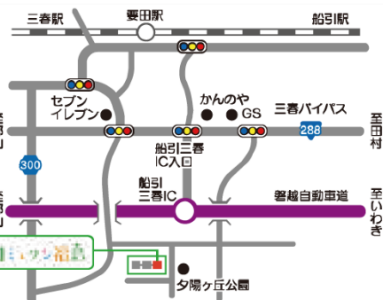 三春駅
要田駅
船引駅
セブン
イレブン
かんのや
GS
三春バイパス
288
至田村
船引三春
IC入口
300
船引
三春IC
磐越自動車道
至いわき
夕陽ヶ丘公園